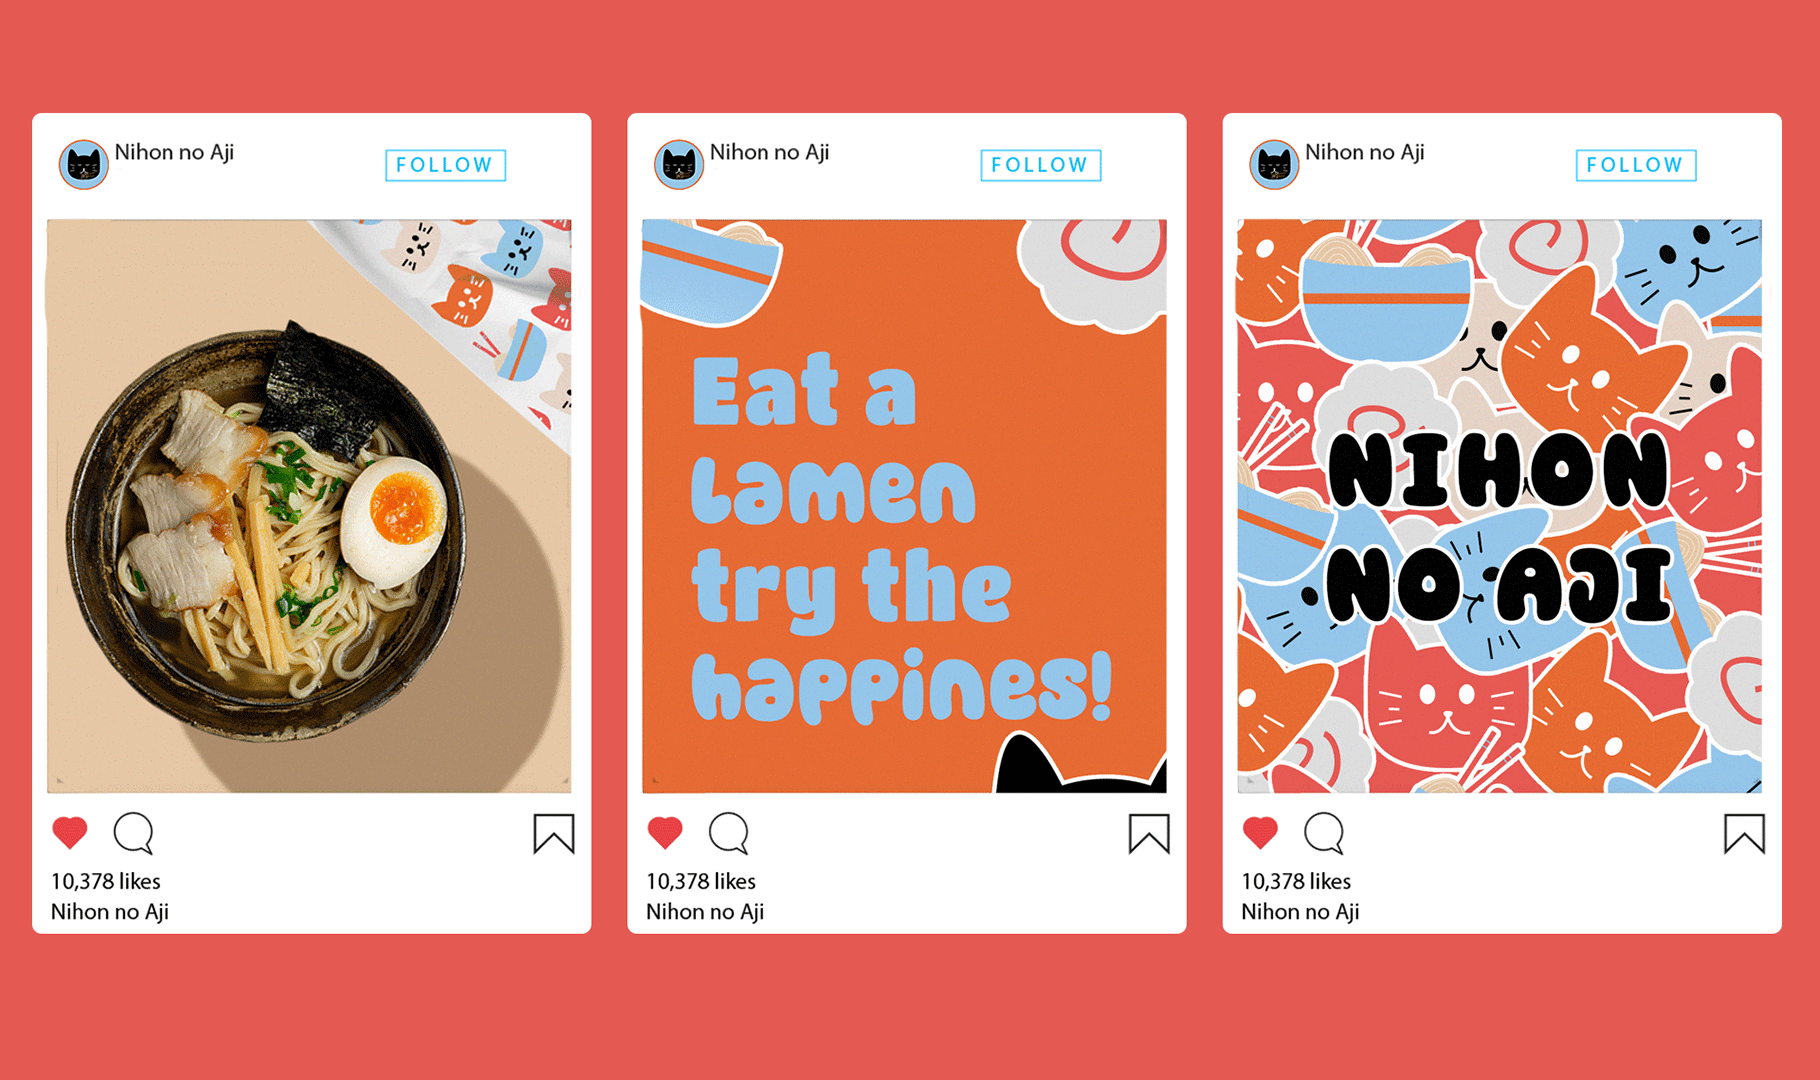 Nihon no Aji
FOLLOW
10,378 likes
Nihon no Aji
Nihon no Aji
FOLLOW
Eat a
Lamen
try the
happines!
10,378 likes
Nihon no Aji
Nihon no Aji
FOLLOW
NIHON
NO AJI
10,378 likes
Nihon no Aji